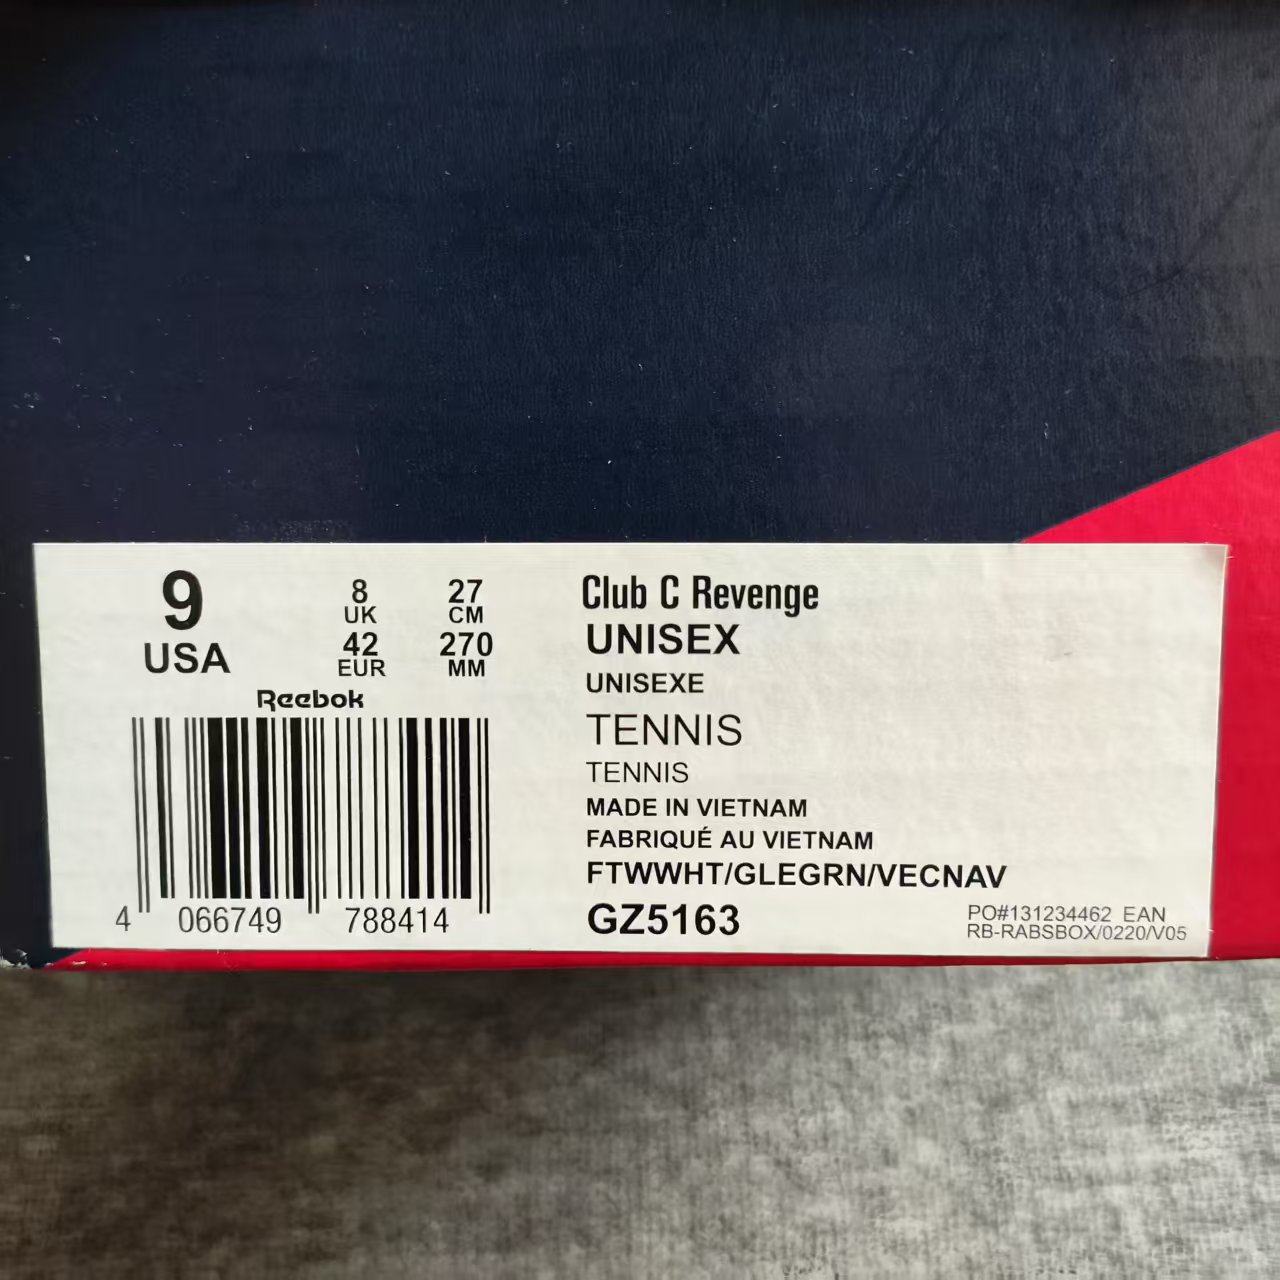 9
USA
8
UK
42
EUR
27
CM
270
MM
Reebok
4 066749 788414
Club C Revenge
UNISEX
UNISEXE
TENNIS
TENNIS
MADE IN VIETNAM
FABRIQUÉ AU VIETNAM
FTWWHT/GLEGRN/VECNAV
GZ5163
PO#131234462 EAN
RB-RABSBOX/0220/V05